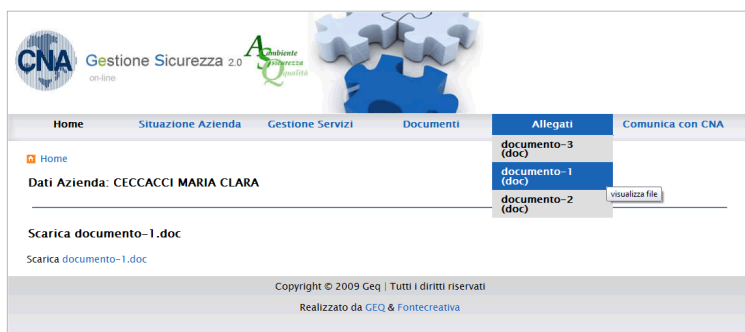 CNA Gestione Sicurezza 2.0
on-line
Ambiente
Sicurezza
Qualità
Home Situazione Azienda Gestione Servizi Documenti Allegati Comunica con CNA
documento-3
(doc)
documento-1
(doc)
visualizza file
documento-2
(doc)
Home
Dati Azienda: CECCACCI MARIA CLARA
Scarica documento-1.doc
Scarica documento-1.doc
Copyright © 2009 Geq | Tutti i diritti riservati
Realizzato da GEQ & Fontecreativa